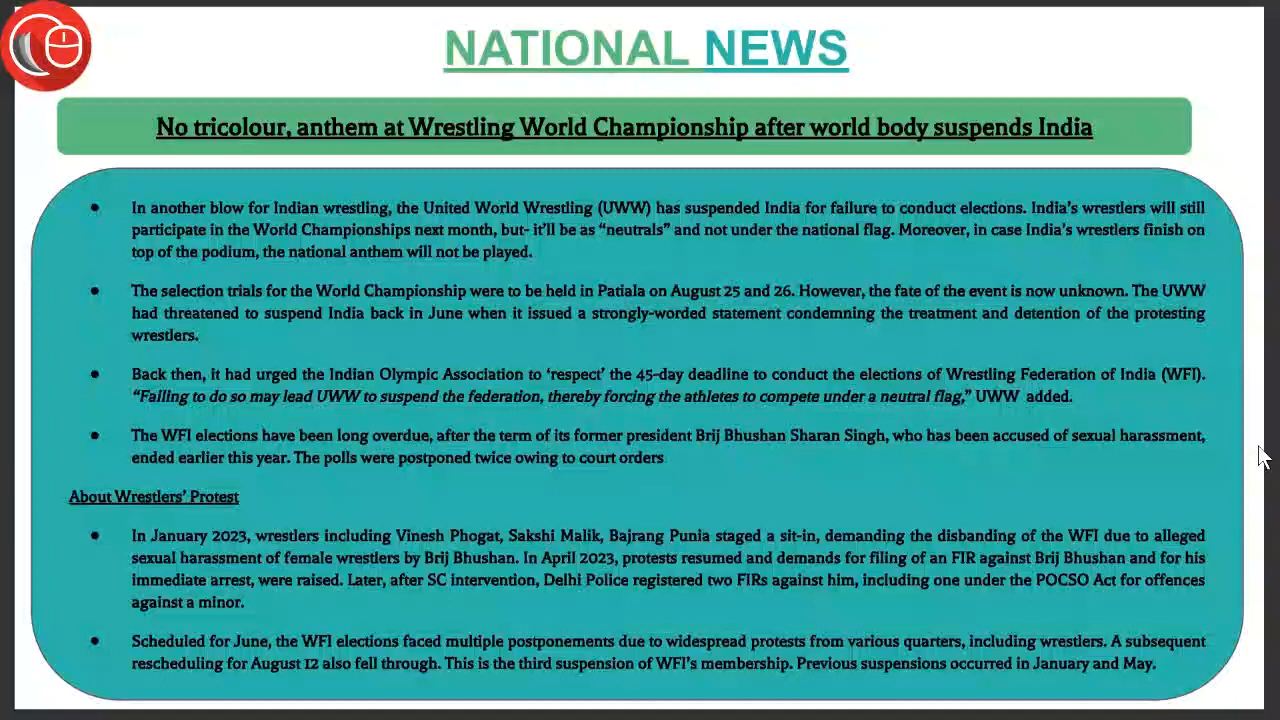 NATIONAL NEWS
No tricolour, anthem at Wrestling World Championship after world body suspends India
● In another blow for Indian wrestling, the United World Wrestling (UWW) has suspended India for failure to conduct elections. India's wrestlers will still
participate in the World Championships next month, but- it'll be as “neutrals” and not under the national flag. Moreover, in case India's wrestlers finish on
top of the podium, the national anthem will not be played.
● The selection trials for the World Championship were to be held in Patiala on August 25 and 26. However, the fate of the event is now unknown. The UWW
had threatened to suspend India back in June when it issued a strongly-worded statement condemning the treatment and detention of the protesting
wrestlers.
● Back then, it had urged the Indian Olympic Association to ‘respect’ the 45-day deadline to conduct the elections of Wrestling Federation of India (WFI).
“Failing to do so may lead UWW to suspend the federation, thereby forcing the athletes to compete under a neutral flag,” UWW added.
● The WFI elections have been long overdue, after the term of its former president Brij Bhushan Sharan Singh, who has been accused of sexual harassment,
ended earlier this year. The polls were postponed twice owing to court orders
About Wrestlers’ Protest
● In January 2023, wrestlers including Vinesh Phogat, Sakshi Malik, Bajrang Punia staged a sit-in, demanding the disbanding of the WFI due to alleged
sexual harassment of female wrestlers by Brij Bhushan. In April 2023, protests resumed and demands for filing of an FIR against Brij Bhushan and for his
immediate arrest, were raised. Later, after SC intervention, Delhi Police registered two FIRs against him, including one under the POCSO Act for offences
against a minor.
● Scheduled for June, the WFI elections faced multiple postponements due to widespread protests from various quarters, including wrestlers. A subsequent
rescheduling for August 12 also fell through. This is the third suspension of WFI's membership. Previous suspensions occurred in January and May.